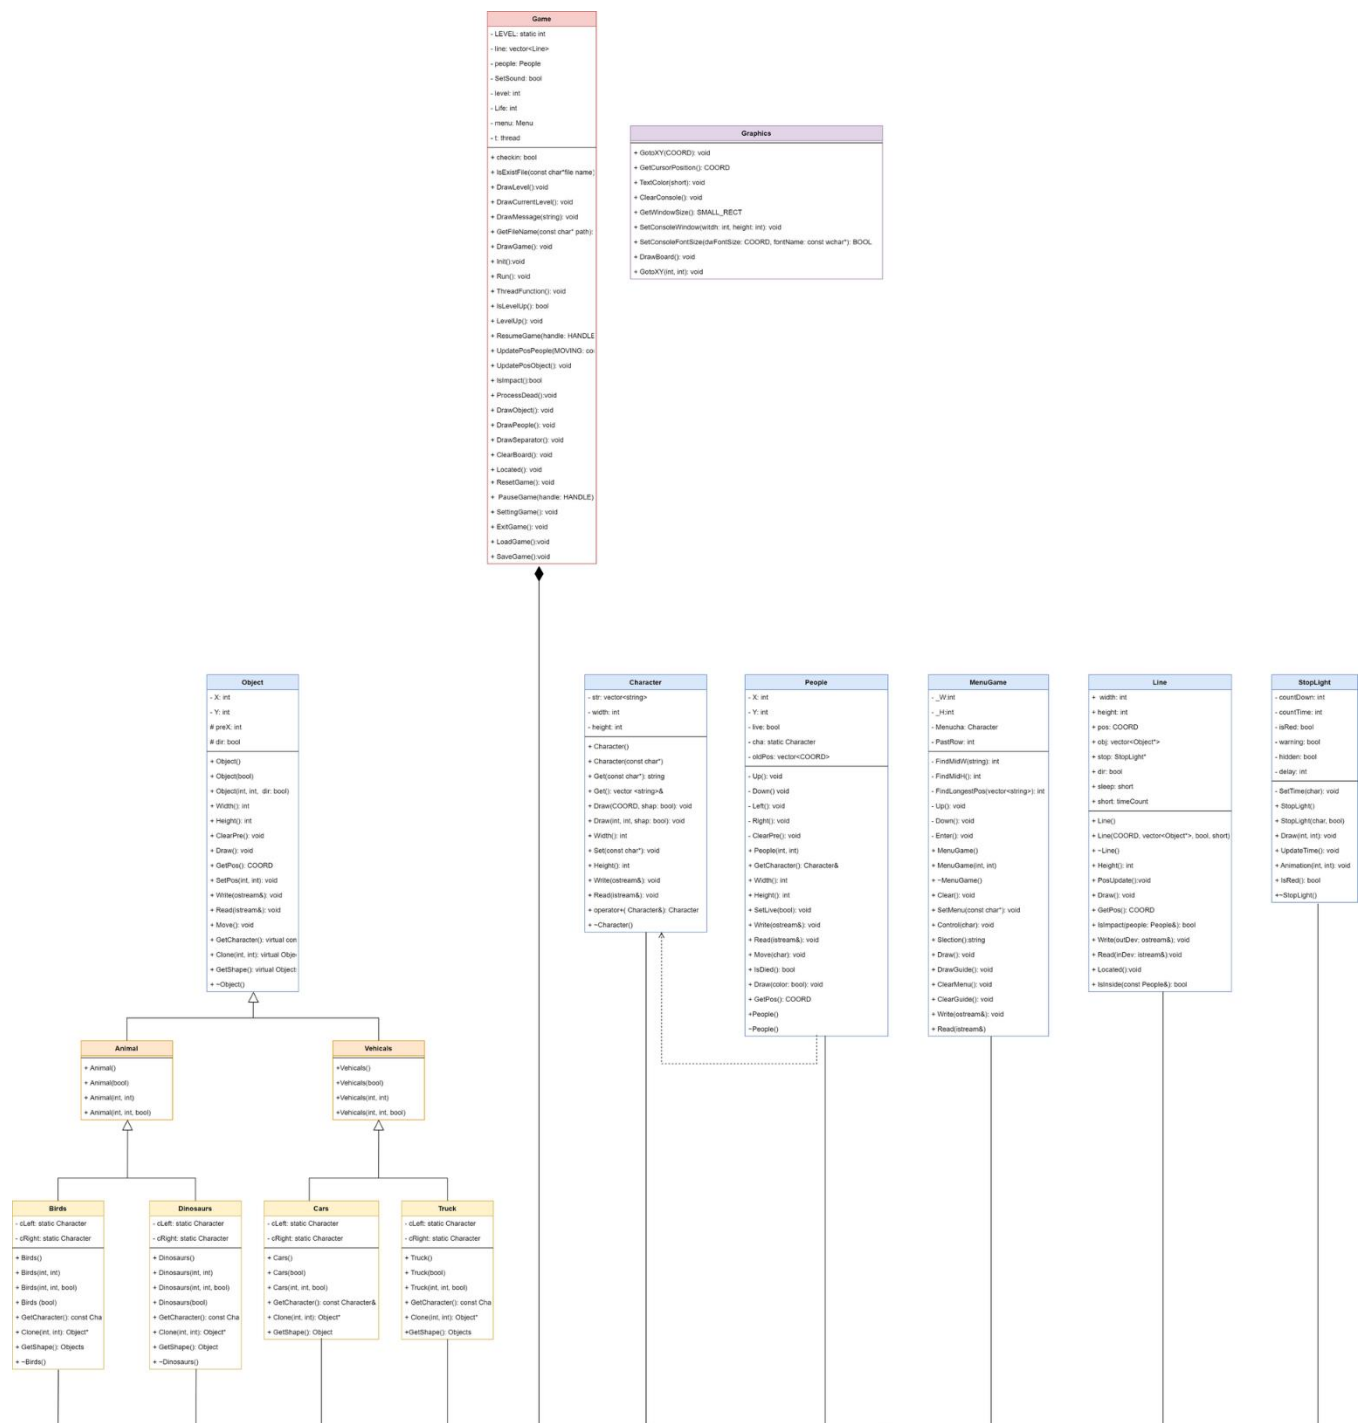 Game
- LEVEL: static int
- line: vector<Line>
- people: People
- SetSound: bool
- level: int
- Life: int
- menu: Menu
- t: thread
+ checkin: bool
+ IsExistFile(const char*file name)
+ DrawLevel():void
+ DrawCurrentLevel(): void
+ DrawMessage(string): void
+ GetFileName(const char* path):
+ DrawGame(): void
+ Init():void
+ Run(): void
+ ThreadFunction(): void
+ IsLevelUp(): bool
+ LevelUp(): void
+ ResumeGame(handle: HANDLE
+ UpdatePosPeople(MOVING: co
+ UpdatePosObject(): void
+ IsImpact():bool
+ ProcessDead():void
+ DrawObject(): void
+ DrawPeople(): void
+ DrawSeparator(): void
+ ClearBoard(): void
+ Localed(): void
+ ResetGame(): void
+ PauseGame(handle: HANDLE)
+ SettingGame(): void
+ ExitGame(): void
+ LoadGame():void
+ SaveGame():void
Graphics
+ GotoXY(COORD): void
+ GetCursorPosition(): COORD
+ TextColor(short): void
+ ClearConsole(): void
+ GetWindowSize(): SMALL_RECT
+ SetConsoleWindow(witdh: int, height: int): void
+ SetConsoleFontSize(dwFontSize: COORD, fontName: const wchar*): BOOL
+ DrawBoard(): void
+ GotoXY(int, int): void
Object
- X: int
- Y: int
# preX: int
# dir: bool
+ Object()
+ Object(bool)
+ Object(int, int, dir: bool)
+ Width(): int
+ Height(): int
+ ClearPre(): void
+ Draw(): void
+ GetPos(): COORD
+ SetPos(int, int): void
+ Write(ostream&): void
+ Read(istream&): void
+ Move(): void
+ GetCharacter(): virtual con
+ Clone(int, int): virtual Obje
+ GetShape(): virtual Object
+ ~Object()
Character
- str: vector<string>
- width: int
- height: int
+ Character()
+ Character(const char*)
+ Get(const char*): string
+ Get(): vector <string>&
+ Draw(COORD, shap: bool): void
+ Draw(int, int, shap: bool): void
+ Width(): int
+ Set(const char*): void
+ Height(): int
+ Write(ostream&): void
+ Read(istream&): void
+ operator+( Character&): Character
+ ~Character()
People
- X: int
- Y: int
- live: bool
- cha: static Character
- oldPos: vector<COORD>
- Up(): void
- Down() void
- Left(): void
- Right(): void
- ClearPre(): void
+ People(int, int)
+ GetCharacter(): Character&
+ Width(): int
+ Height(): int
+ SetLive(bool): void
+ Write(ostream&): void
+ Read(istream&): void
+ Move(char): void
+ IsDied(): bool
+ Draw(color: bool): void
+ GetPos(): COORD
+People()
~People()
MenuGame
- _W:int
- _H:int
- Menucha: Character
- PastRow: int
- FindMidW(string): int
- FindMidH(): int
- FindLongestPos(vector<string>): int
- Up(): void
- Down(): void
- Enter(): void
+ MenuGame()
+ MenuGame(int, int)
+ ~MenuGame()
+ Clear(): void
+ SetMenu(const char*): void
+ Control(char): void
+ Slection():string
+ Draw(): void
+ DrawGuide(): void
+ ClearMenu(): void
+ ClearGuide(): void
+ Write(ostream&): void
+ Read(istream&)
Line
+ width: int
+ height: int
+ pos: COORD
+ obj: vector<Object*>
+ stop: StopLight*
+ dir: bool
+ sleep: short
+ short: timeCount
+ Line()
+ Line(COORD, vector<Object*>, bool, short)
+ ~Line()
+ Height(): int
+ PosUpdate():void
+ Draw(): void
+ GetPos(): COORD
+ IsImpact(people: People&): bool
+ Write(outDev: ostream&): void
+ Read(inDev: istream&):void
+ Localed():void
+ IsInside(const People&): bool
StopLight
- countDown: int
- countTime: int
- isRed: bool
- warning: bool
- hidden: bool
- delay: int
- SetTime(char): void
+ StopLight()
+ StopLight(char, bool)
+ Draw(int, int): void
+ UpdateTime(): void
+ Animation(int, int): void
+ IsRed(): bool
+~StopLight()
Animal
+ Animal()
+ Animal(bool)
+ Animal(int, int)
+ Animal(int, int, bool)
Vehicals
+Vehicals()
+Vehicals(bool)
+Vehicals(int, int)
+Vehicals(int, int, bool)
Birds
- cLeft: static Character
- cRight: static Character
+ Birds()
+ Birds(int, int)
+ Birds(int, int, bool)
+ Birds (bool)
+ GetCharacter(): const Cha
+ Clone(int, int): Object*
+ GetShape(): Objects
+ ~Birds()
Dinosaurs
- cLeft: static Character
- cRight: static Character
+ Dinosaurs()
+ Dinosaurs(int, int)
+ Dinosaurs(int, int, bool)
+ Dinosaurs(bool)
+ GetCharacter(): const Cha
+ Clone(int, int): Object*
+ GetShape(): Object
+ ~Dinosaurs()
Cars
- cLeft: static Character
- cRight: static Character
+ Cars()
+ Cars(bool)
+ Cars(int, int, bool)
+ GetCharacter(): const Character&
+ Clone(int, int): Object*
+ GetShape(): Object
Truck
- cLeft: static Character
- cRight: static Character
+ Truck()
+ Truck(bool)
+ Truck(int, int, bool)
+ GetCharacter(): const Cha
+ Clone(int, int): Object*
+GetShape(): Objects